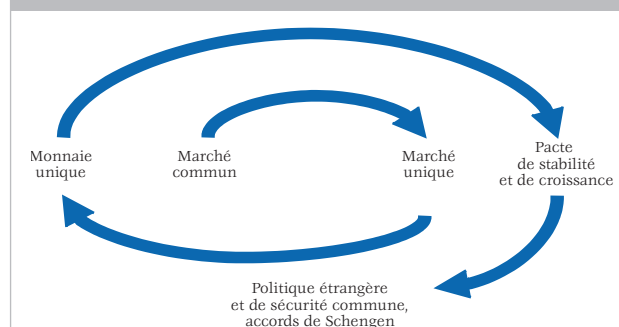 Monnaie
unique
Marché
commun
Marché
unique
Pacte
de stabilité
et de croissance
Politique étrangère
et de sécurité commune,
accords de Schengen